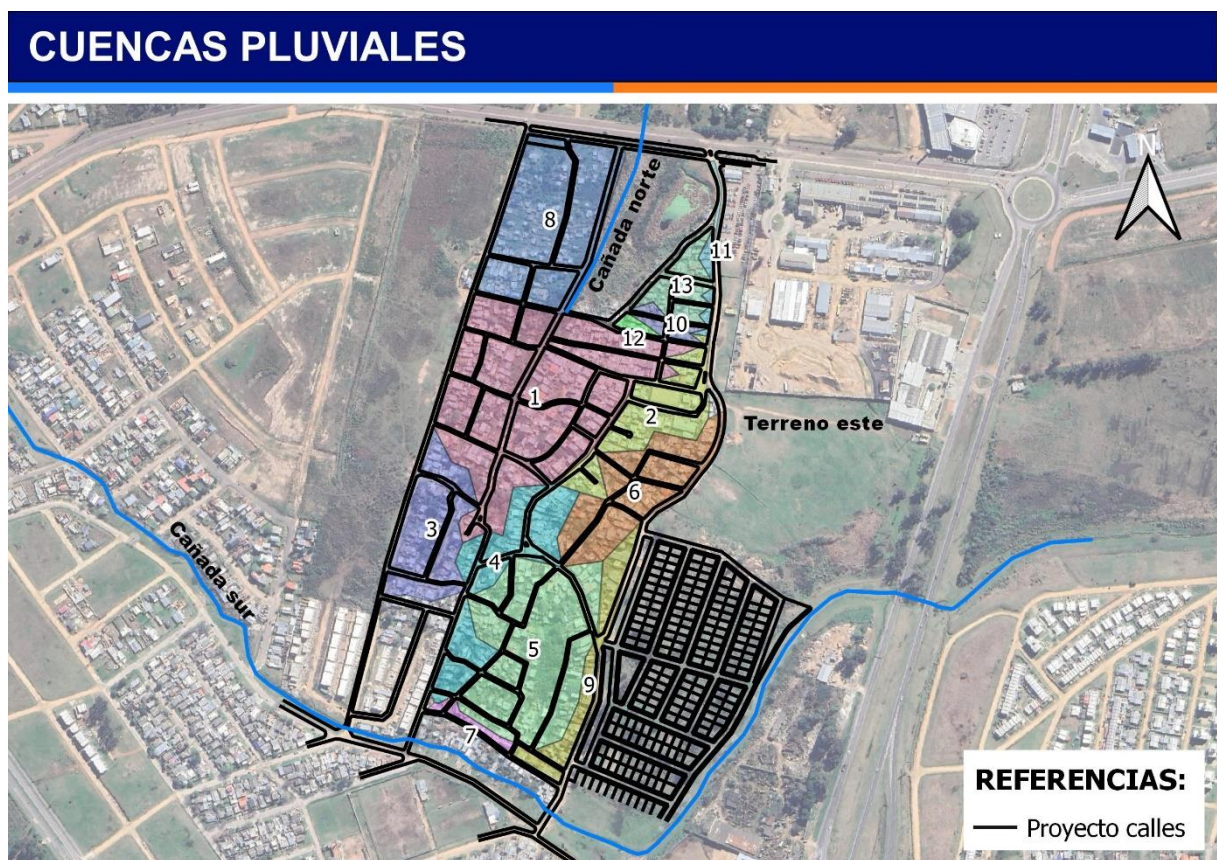 CUENCAS PLUVIALES
N
8
Cañada norte
11
13
10
12
1
2
Terreno este
6
3
4
Cañada sur
5
9
7
REFERENCIAS:
Proyecto calles